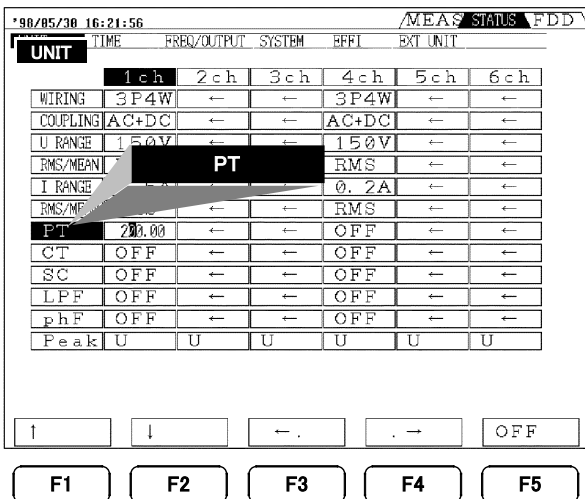 '98/05/30 16:21:56 MEAS STATUS FDD
UNIT TIME FREQ/OUTPUT SYSTEM EFFI EXT UNIT
1ch 2ch 3ch 4ch 5ch 6ch
WIRING 3P4W ← ← 3P4W ← ←
COUPLING AC+DC ← ← AC+DC ← ←
U RANGE 150V 150V ← ←
RMS/MEAN PT RMS ← ←
I RANGE 0. 2A ← ←
← ← RMS ← ←
PT 200.00 ← ← OFF ← ←
CT OFF ← ← OFF ← ←
SC OFF ← ← OFF ← ←
LPF OFF ← ← OFF ← ←
phF OFF ← ← OFF ← ←
Peak U U U U U U
↑ ↓ ←. .→ OFF
F1 F2 F3 F4 F5